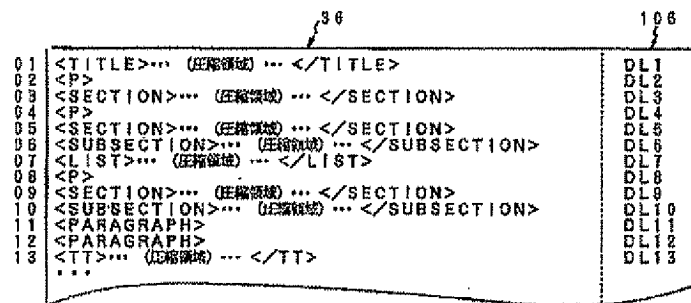 36 106
01 <TITLE>… (圧縮領域) … </TITLE> DL1
02 <P> DL2
03 <SECTION>… (圧縮領域) … </SECTION> DL3
04 <P> DL4
05 <SECTION>… (圧縮領域) … </SECTION> DL5
06 <SUBSECTION>… (圧縮領域) … </SUBSECTION> DL6
07 <LIST>… (圧縮領域) … </LIST> DL7
08 <P> DL8
09 <SECTION>… (圧縮領域) … </SECTION> DL9
10 <SUBSECTION>… (圧縮領域) … </SUBSECTION> DL10
11 <PARAGRAPH> DL11
12 <PARAGRAPH> DL12
13 <TT>… (圧縮領域) … </TT> DL13
…